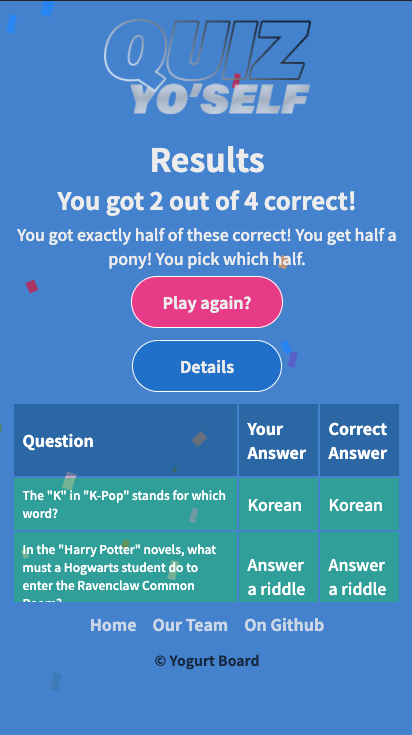 QUIZ
YO'SELF
Results
You got 2 out of 4 correct!
You got exactly half of these correct! You get half a
pony! You pick which half.
Play again?
Details
Question
Your
Answer
Correct
Answer
The "K" in "K-Pop" stands for which
word?
Korean
Korean
In the "Harry Potter" novels, what
must a Hogwarts student do to
enter the Ravenclaw Common
Room?
Answer
a riddle
Answer
a riddle
Home Our Team On Github
© Yogurt Board